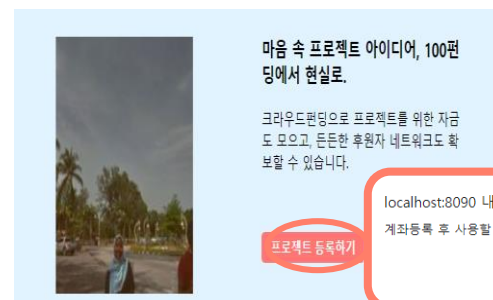 마음 속 프로젝트 아이디어, 100펀
딩에서 현실로.
크라우드펀딩으로 프로젝트를 위한 자금
도 모으고, 든든한 후원자 네트워크도 확
보할 수 있습니다.
localhost:8090 내
계좌등록 후 사용할
프로젝트 등록하기